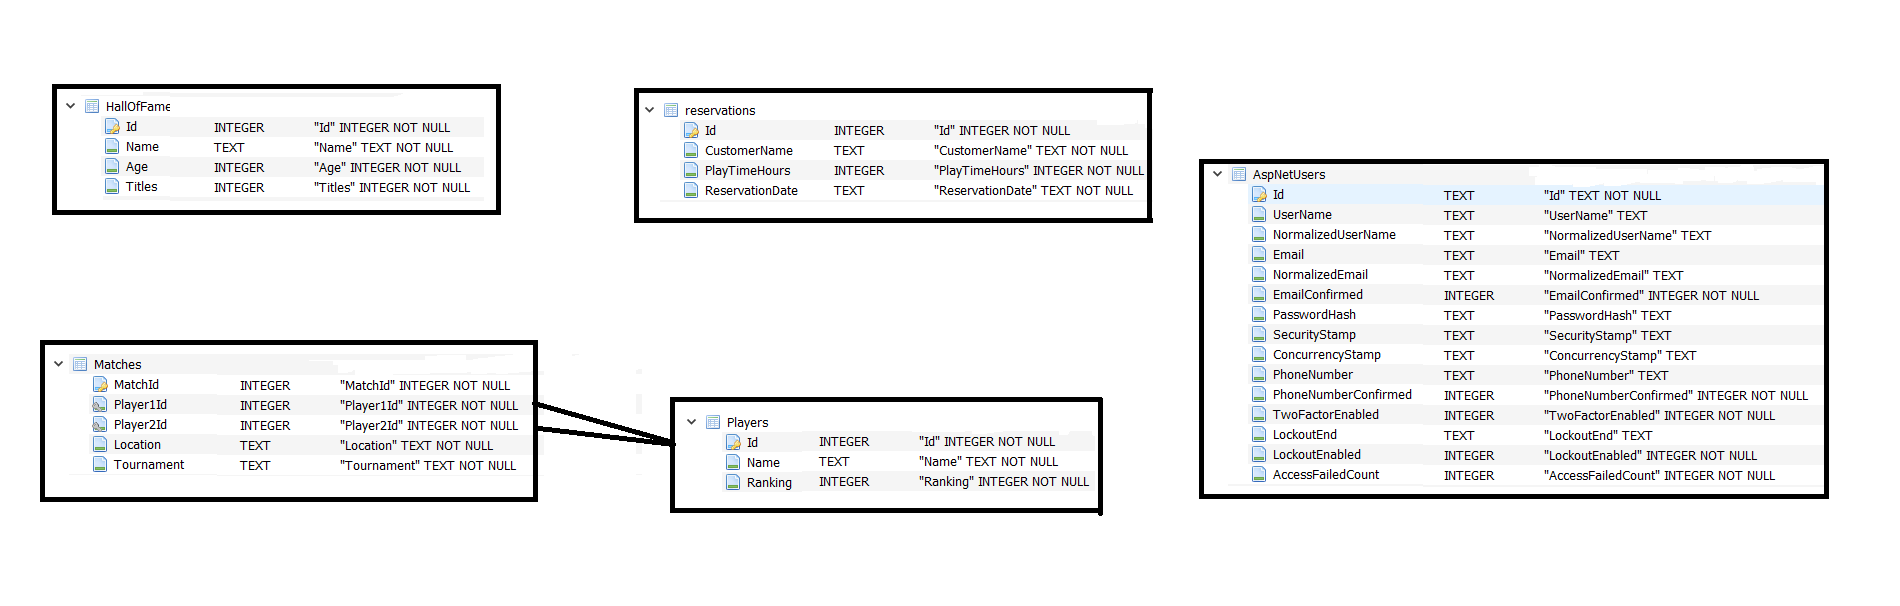 HallOfFame
Id INTEGER "Id" INTEGER NOT NULL
Name TEXT "Name" TEXT NOT NULL
Age INTEGER "Age" INTEGER NOT NULL
Titles INTEGER "Titles" INTEGER NOT NULL
reservations
Id INTEGER "Id" INTEGER NOT NULL
CustomerName TEXT "CustomerName" TEXT NOT NULL
PlayTimeHours INTEGER "PlayTimeHours" INTEGER NOT NULL
ReservationDate TEXT "ReservationDate" TEXT NOT NULL
AspNetUsers
Id TEXT "Id" TEXT NOT NULL
UserName TEXT "UserName" TEXT
NormalizedUserName TEXT "NormalizedUserName" TEXT
Email TEXT "Email" TEXT
NormalizedEmail TEXT "NormalizedEmail" TEXT
EmailConfirmed INTEGER "EmailConfirmed" INTEGER NOT NULL
PasswordHash TEXT "PasswordHash" TEXT
SecurityStamp TEXT "SecurityStamp" TEXT
ConcurrencyStamp TEXT "ConcurrencyStamp" TEXT
PhoneNumber TEXT "PhoneNumber" TEXT
PhoneNumberConfirmed INTEGER "PhoneNumberConfirmed" INTEGER NOT NULL
TwoFactorEnabled INTEGER "TwoFactorEnabled" INTEGER NOT NULL
LockoutEnd TEXT "LockoutEnd" TEXT
LockoutEnabled INTEGER "LockoutEnabled" INTEGER NOT NULL
AccessFailedCount INTEGER "AccessFailedCount" INTEGER NOT NULL
Matches
MatchId INTEGER "MatchId" INTEGER NOT NULL
Player1Id INTEGER "Player1Id" INTEGER NOT NULL
Player2Id INTEGER "Player2Id" INTEGER NOT NULL
Location TEXT "Location" TEXT NOT NULL
Tournament TEXT "Tournament" TEXT NOT NULL
Players
Id INTEGER "Id" INTEGER NOT NULL
Name TEXT "Name" TEXT NOT NULL
Ranking INTEGER "Ranking" INTEGER NOT NULL